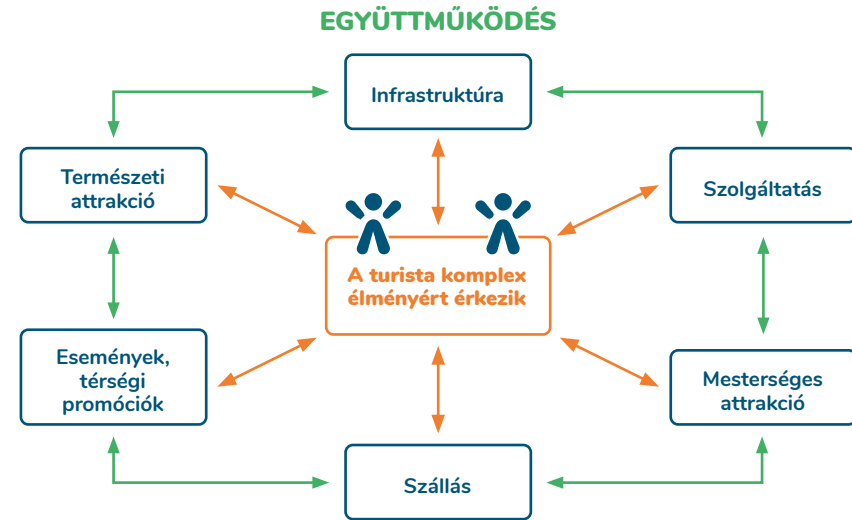 EGYÜTTMŰKÖDÉS
Infrastruktúra
Természeti
attrakció
Szolgáltatás
A turista komplex
élményért érkezik
Események,
térségi
promóciók
Mesterséges
attrakció
Szállás